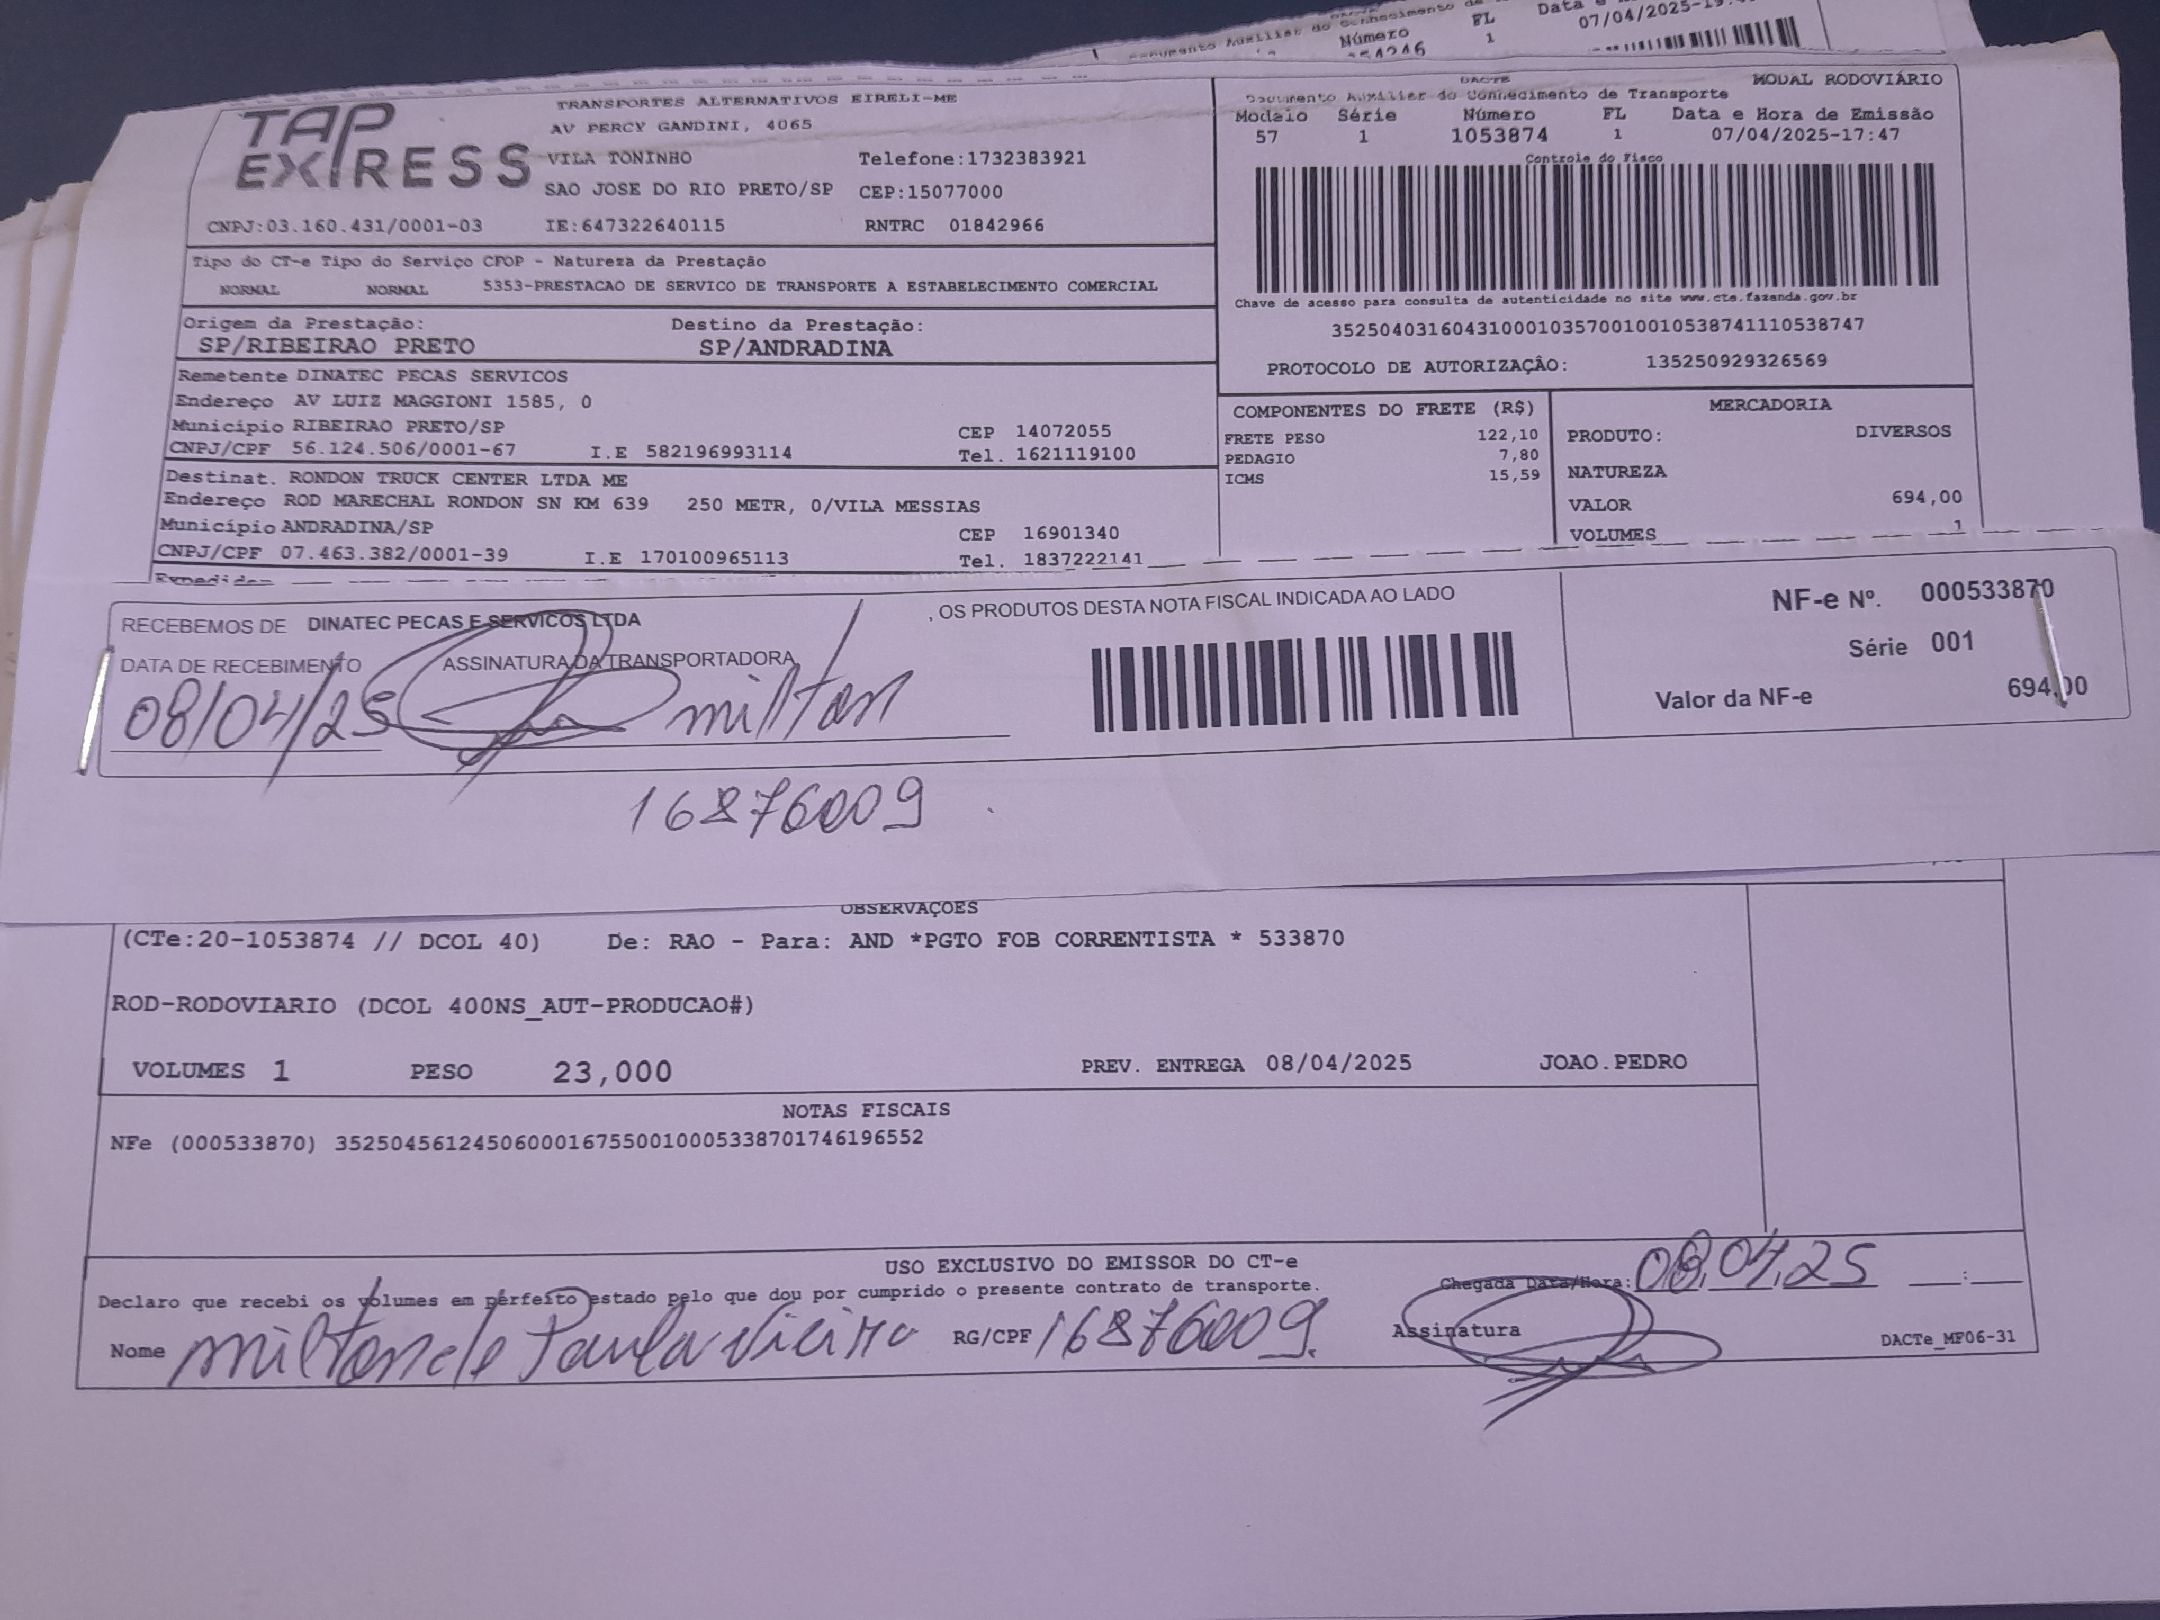 Documento Auxiliar do Conhecimento de
Número FL Data e
1 07/04/2025-
TAP EXPRESS
TRANSPORTES ALTERNATIVOS EIRELI-ME
AV PERCY GANDINI, 4065
VILA TONINHO Telefone:1732383921
SAO JOSE DO RIO PRETO/SP CEP:15077000
CNPJ:03.160.431/0001-03 IE:647322640115 RNTRC 01842966
DACTE MODAL RODOVIÁRIO
Documento Auxiliar do Conhecimento de Transporte
Modelo Série Número FL Data e Hora de Emissão
57 1 1053874 1 07/04/2025-17:47
Controle do Fisco
Chave de acesso para consulta de autenticidade no site www.cte.fazenda.gov.br
35250403160431000103570010010538741110538747
PROTOCOLO DE AUTORIZAÇÂO: 135250929326569
Tipo do CT-e Tipo do Serviço CFOP - Natureza da Prestação
NORMAL NORMAL 5353-PRESTACAO DE SERVICO DE TRANSPORTE A ESTABELECIMENTO COMERCIAL
Origem da Prestação: Destino da Prestação:
SP/RIBEIRAO PRETO SP/ANDRADINA
Remetente DINATEC PECAS SERVICOS
Endereço AV LUIZ MAGGIONI 1585, 0
Município RIBEIRAO PRETO/SP CEP 14072055
CNPJ/CPF 56.124.506/0001-67 I.E 582196993114 Tel. 1621119100
Destinat. RONDON TRUCK CENTER LTDA ME
Endereço ROD MARECHAL RONDON SN KM 639 250 METR, 0/VILA MESSIAS
Município ANDRADINA/SP CEP 16901340
CNPJ/CPF 07.463.382/0001-39 I.E 170100965113 Tel. 1837222141
COMPONENTES DO FRETE (R$)
FRETE PESO 122,10
PEDAGIO 7,80
ICMS 15,59
MERCADORIA
PRODUTO: DIVERSOS
NATUREZA
VALOR 694,00
VOLUMES 1
RECEBEMOS DE DINATEC PECAS E SERVICOS LTDA , OS PRODUTOS DESTA NOTA FISCAL INDICADA AO LADO
DATA DE RECEBIMENTO ASSINATURA DA TRANSPORTADORA
08/04/25 milton
NF-e Nº. 000533870
Série 001
Valor da NF-e 694,00
16876009
OBSERVAÇOES
(CTe:20-1053874 // DCOL 40) De: RAO - Para: AND *PGTO FOB CORRENTISTA * 533870
ROD-RODOVIARIO (DCOL 400NS_AUT-PRODUCAO#)
VOLUMES 1 PESO 23,000 PREV. ENTREGA 08/04/2025 JOAO.PEDRO
NOTAS FISCAIS
NFe (000533870) 35250456124506000167550010005338701746196552
USO EXCLUSIVO DO EMISSOR DO CT-e
Declaro que recebi os volumes em perfeito estado pelo que dou por cumprido o presente contrato de transporte. Chegada Data/Hora: 08.04.25 __:__
Nome milton de Paula Vieira RG/CPF 16876009. Assinatura DACTe_MF06-31